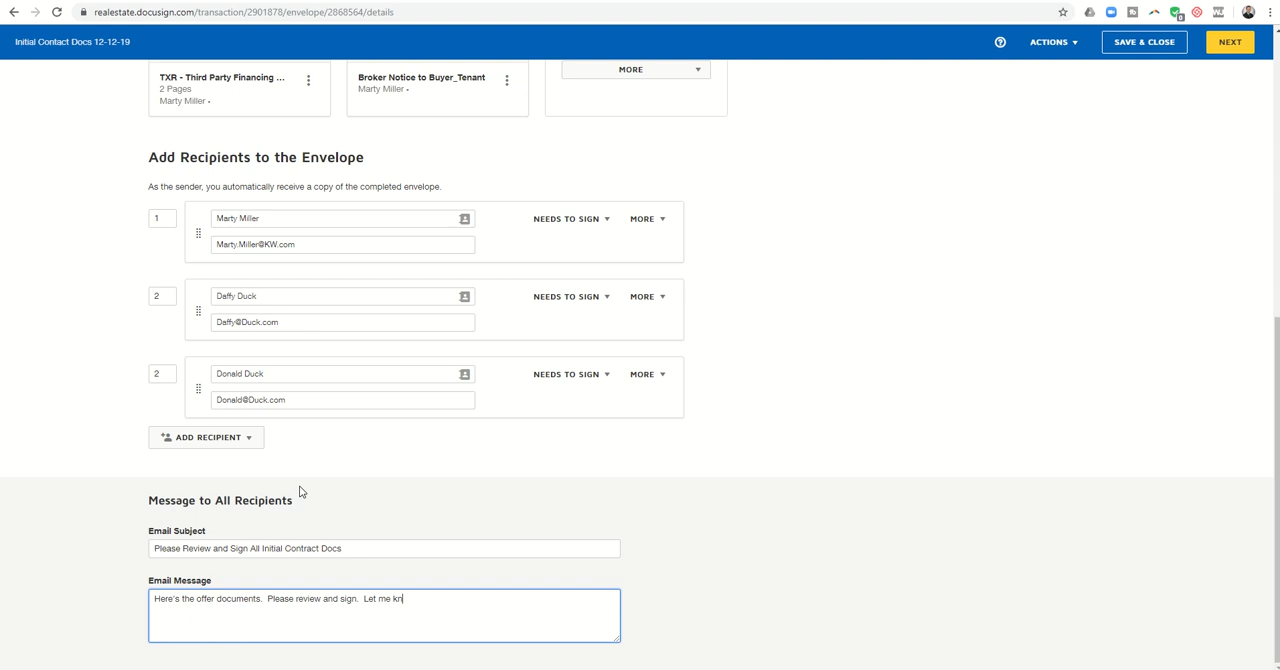 realestate.docusign.com/transaction/2901878/envelope/2868564/details
Initial Contact Docs 12-12-19
ACTIONS
SAVE & CLOSE
NEXT
TXR - Third Party Financing ...
2 Pages
Marty Miller
Broker Notice to Buyer_Tenant
Marty Miller
MORE
Add Recipients to the Envelope
As the sender, you automatically receive a copy of the completed envelope.
1
Marty Miller
NEEDS TO SIGN
MORE
Marty.Miller@KW.com
2
Daffy Duck
NEEDS TO SIGN
MORE
Daffy@Duck.com
2
Donald Duck
NEEDS TO SIGN
MORE
Donald@Duck.com
ADD RECIPIENT
Message to All Recipients
Email Subject
Please Review and Sign All Initial Contract Docs
Email Message
Here's the offer documents.  Please review and sign.  Let me kn